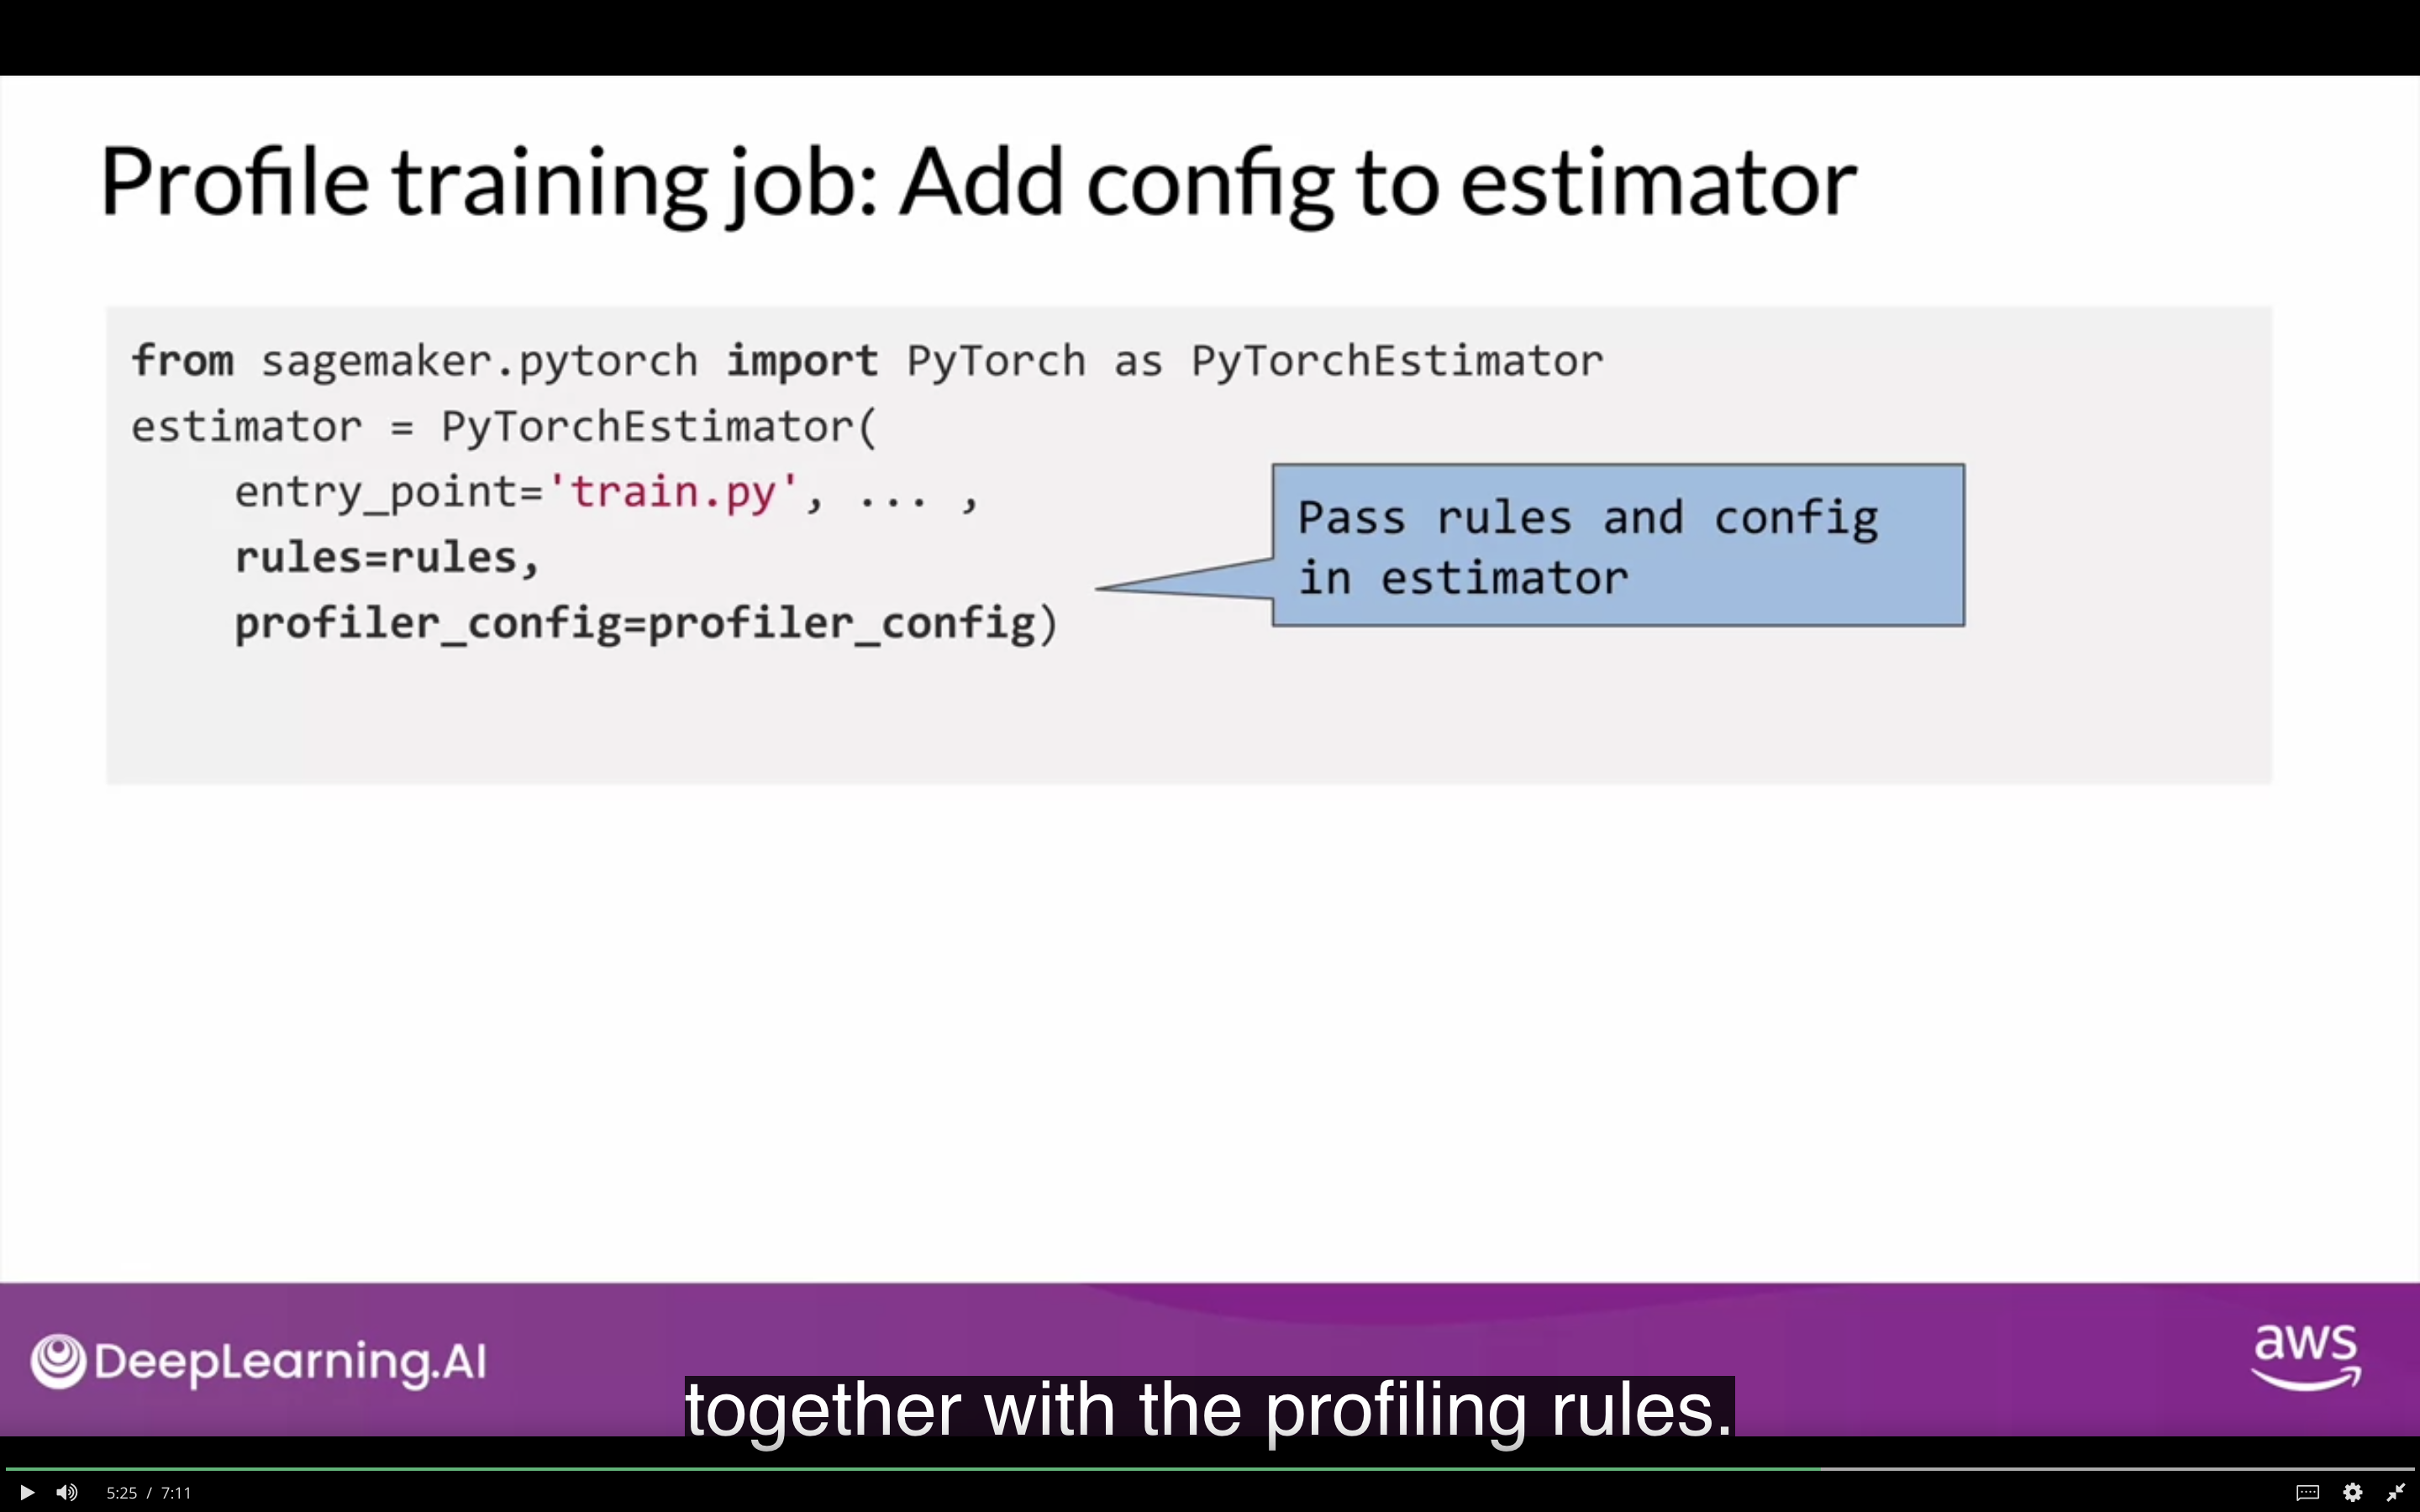 Profile training job: Add config to estimator
from sagemaker.pytorch import PyTorch as PyTorchEstimator
estimator = PyTorchEstimator(
entry_point='train.py', ... ,
rules=rules,
profiler_config=profiler_config)
Pass rules and config
in estimator
DeepLearning.AI
aws
together with the profiling rules.
5:25 / 7:11